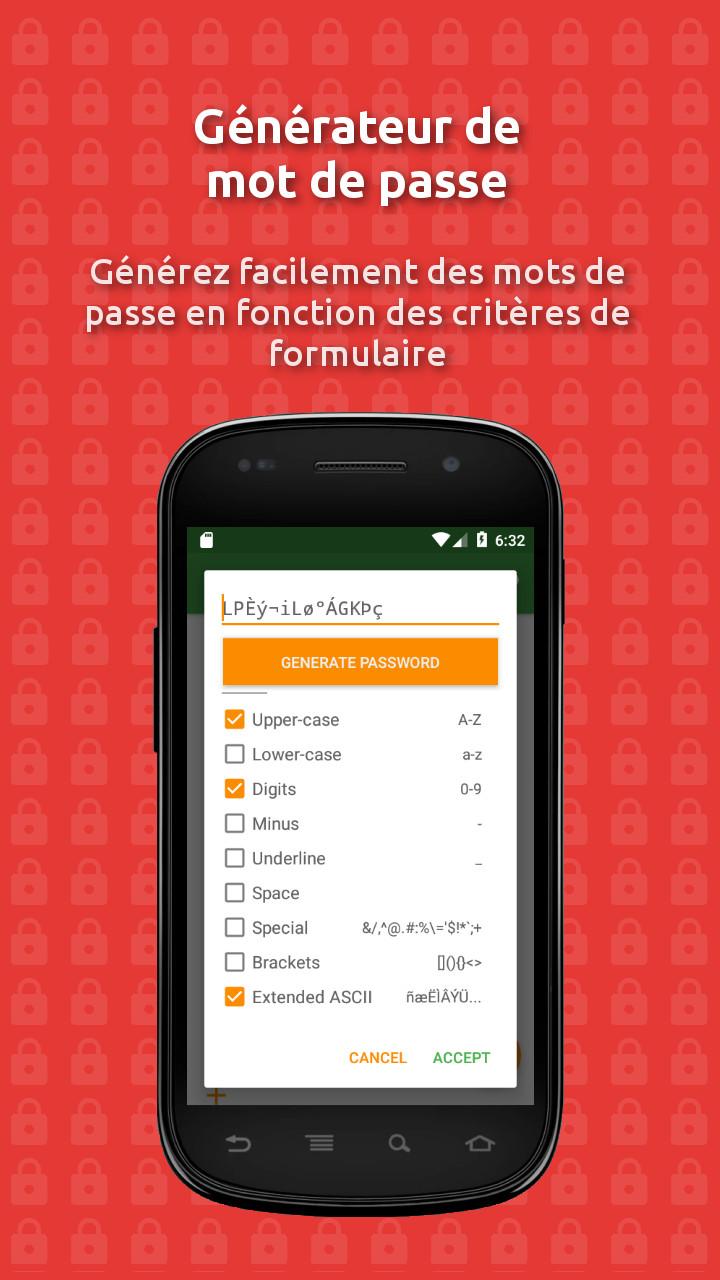 Générateur de
mot de passe
Générez facilement des mots de
passe en fonction des critères de
formulaire
6:32
LPÈý¬iLøºÁGKÞç
GENERATE PASSWORD
Upper-case A-Z
Lower-case a-z
Digits 0-9
Minus -
Underline _
Space
Special &/,^@.#:%\='$!*`;+
Brackets [](){}<>
Extended ASCII ñæËÌÂÝÜ...
CANCEL ACCEPT